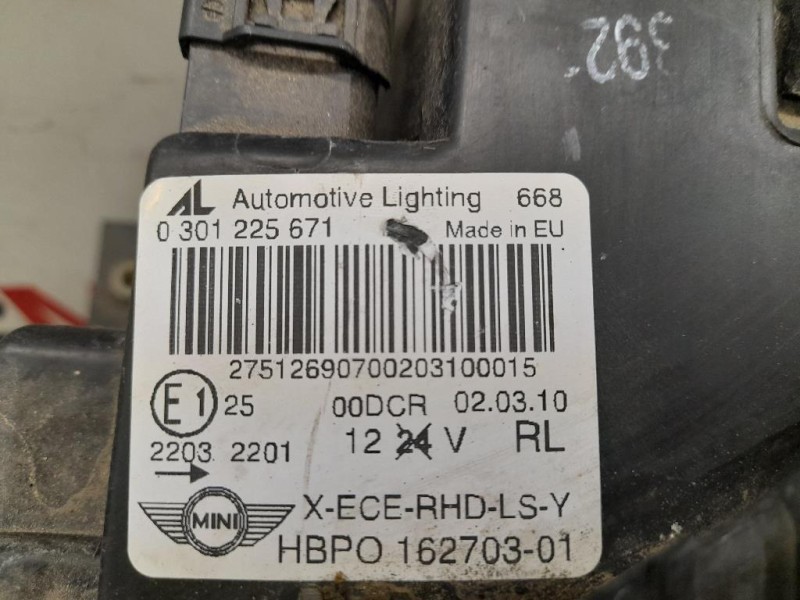 392
AL Automotive Lighting 668
0 301 225 671 Made in EU
27512690700203100015
E1 25 00DCR 02.03.10
2203 2201 12 24 V RL
MINI X-ECE-RHD-LS-Y
HBPO 162703-01